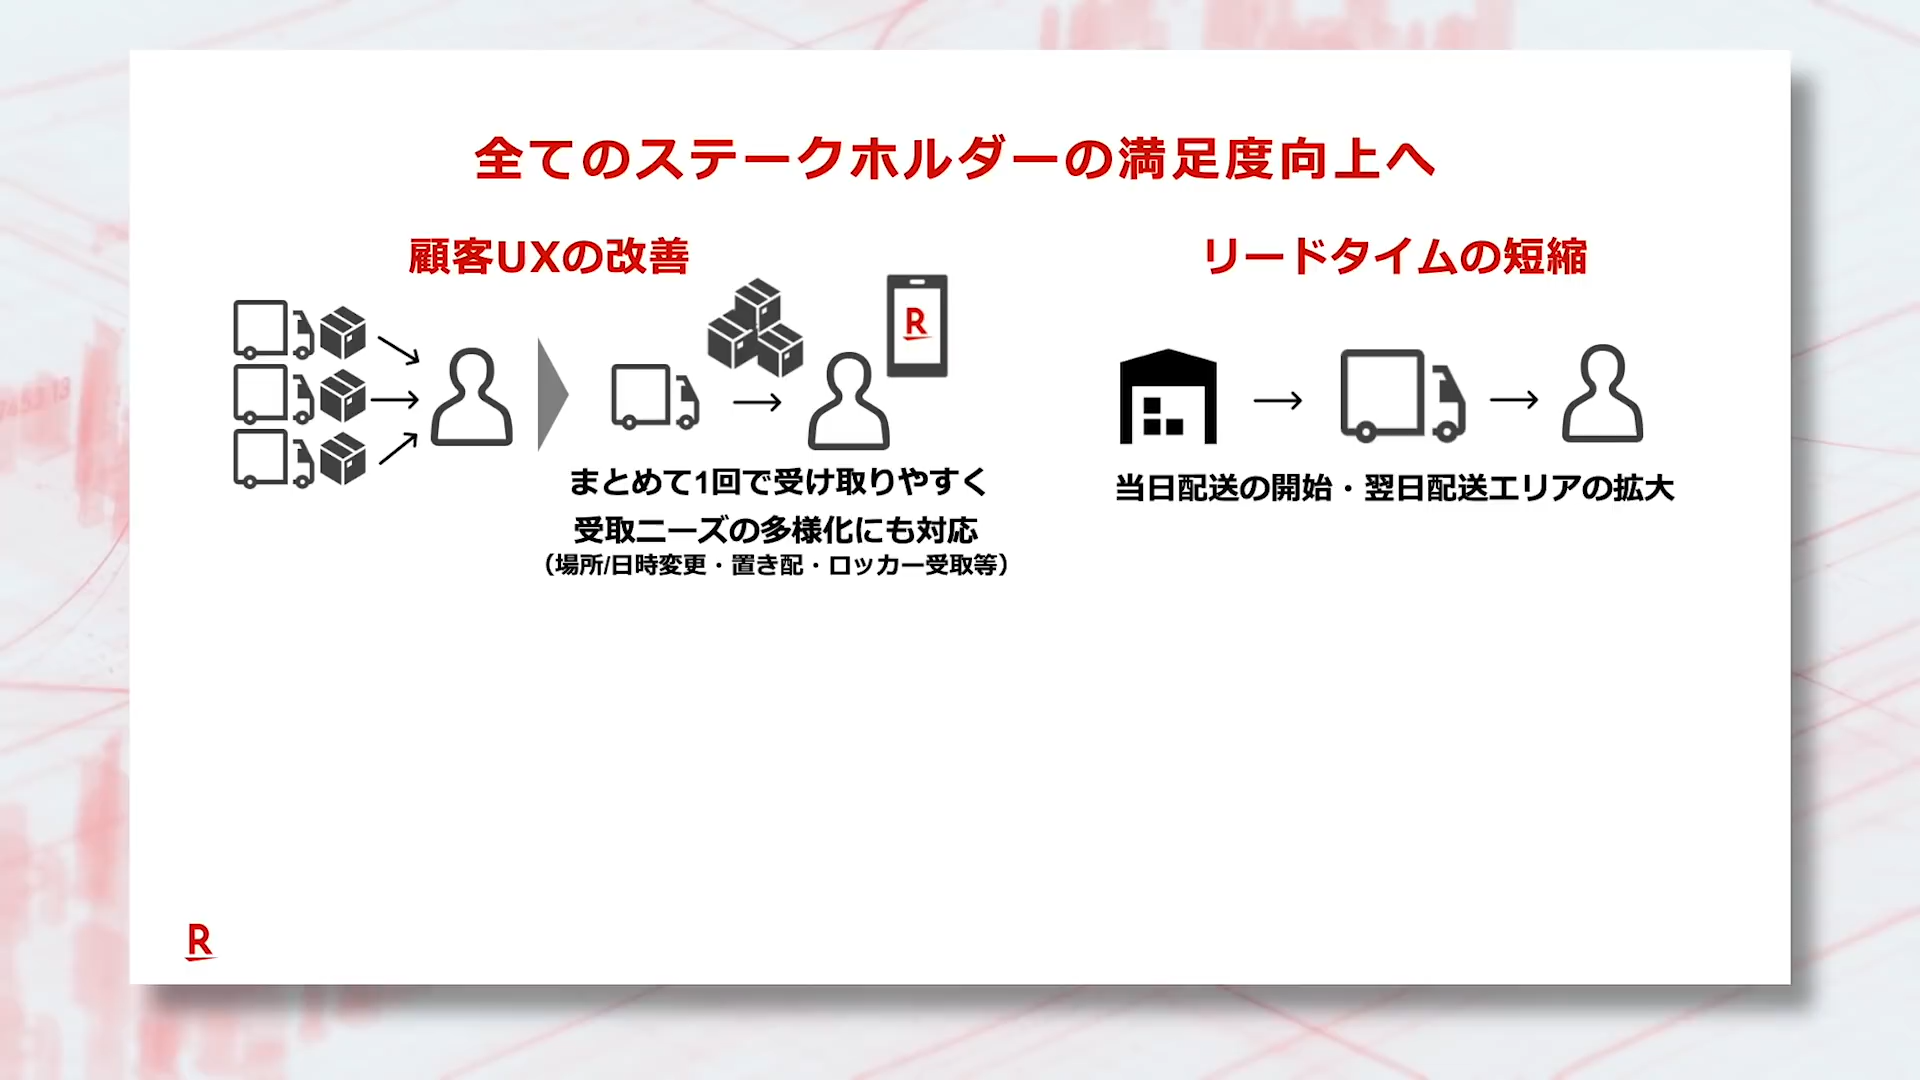 全てのステークホルダーの満足度向上へ
顧客UXの改善
R
まとめて1回で受け取りやすく
受取ニーズの多様化にも対応
（場所/日時変更・置き配・ロッカー受取等）
リードタイムの短縮
当日配送の開始・翌日配送エリアの拡大
R